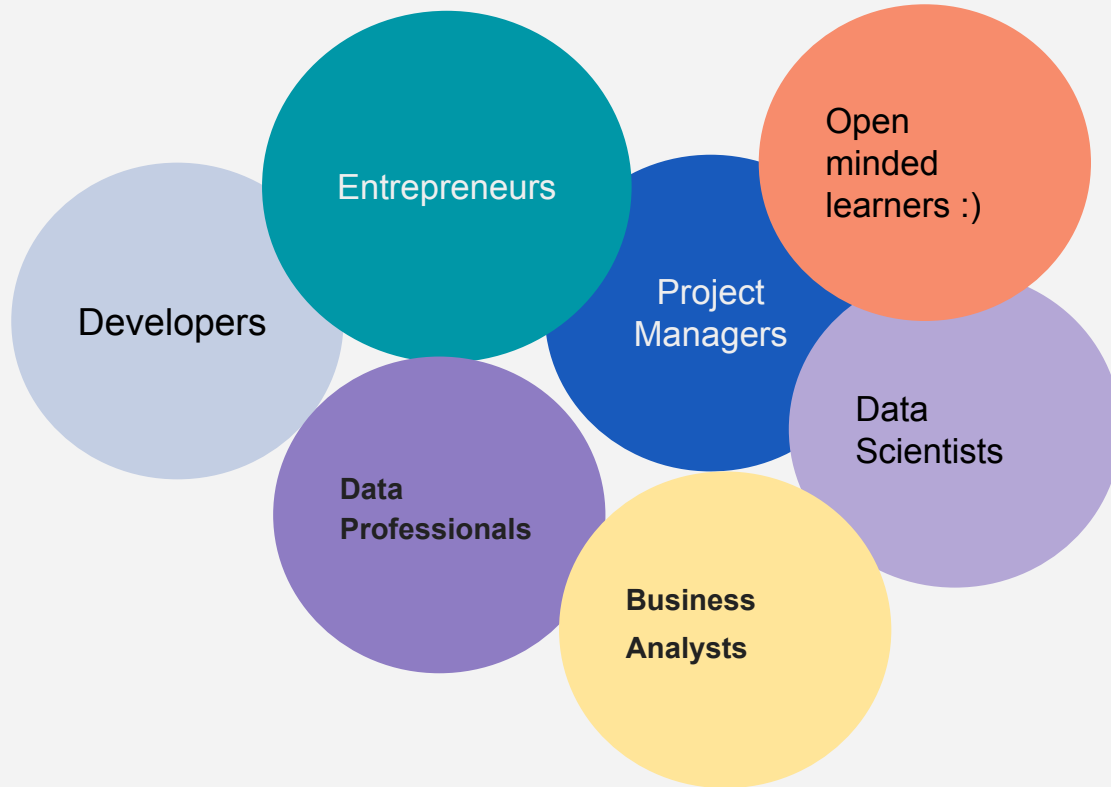 Developers
Entrepreneurs
Project
Managers
Open
minded
learners :)
Data
Professionals
Business
Analysts
Data
Scientists